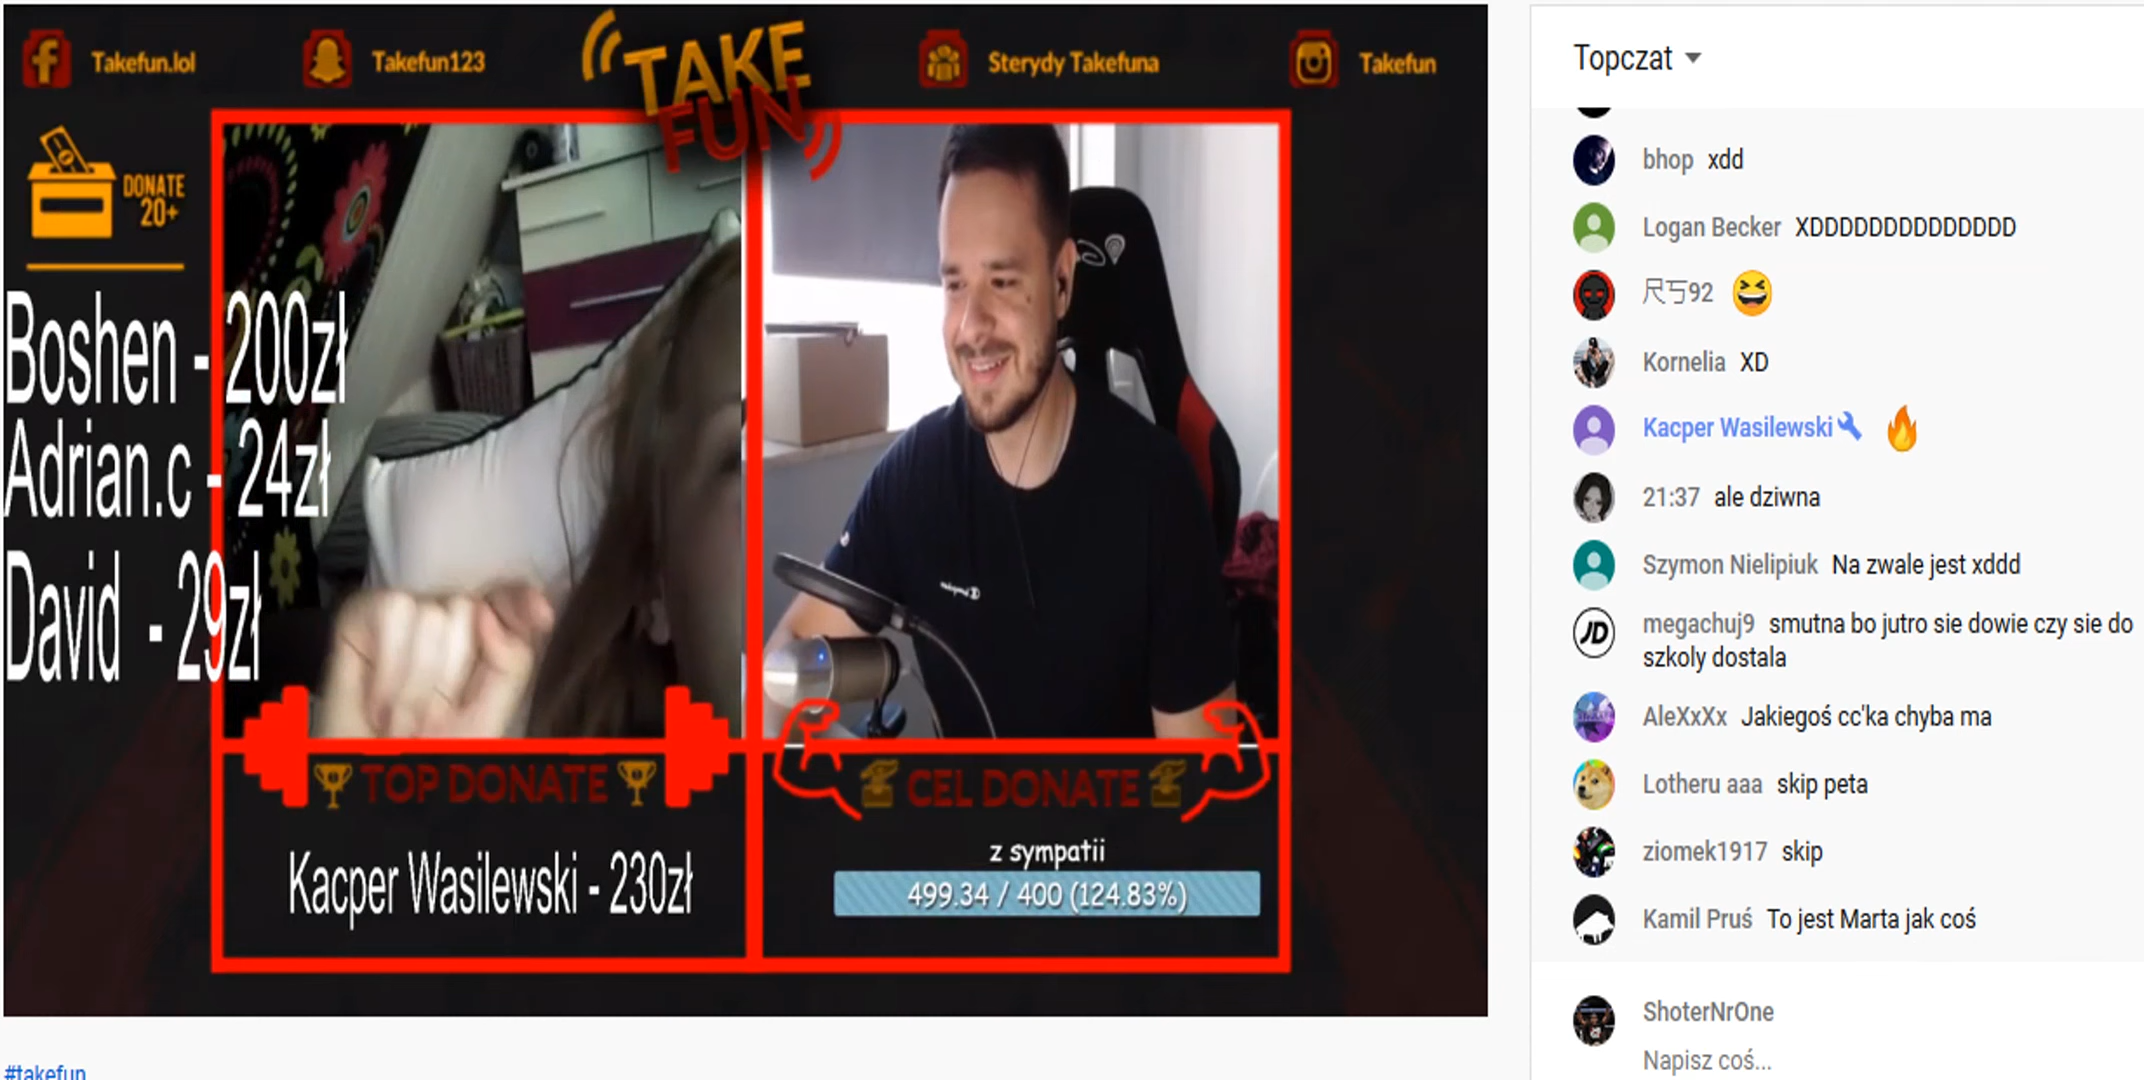 Takefun.lol
Takefun123
TAKE
FUN
Sterydy Takefuna
Takefun
DONATE
20+
Boshen - 200zł
Adrian.c - 24zł
David - 29zł
TOP DONATE
Kacper Wasilewski - 230zł
CEL DONATE
z sympatii
499.34 / 400 (124.83%)
#takefun
Topczat
bhop xdd
Logan Becker XDDDDDDDDDDDDDD
尺丂92 😆
Kornelia XD
Kacper Wasilewski 🔥
21:37 ale dziwna
Szymon Nielipiuk Na zwale jest xddd
megachuj9 smutna bo jutro sie dowie czy sie do
szkoly dostala
AleXxXx Jakiegoś cc'ka chyba ma
Lotheru aaa skip peta
ziomek1917 skip
Kamil Pruś To jest Marta jak coś
ShoterNrOne
Napisz coś...